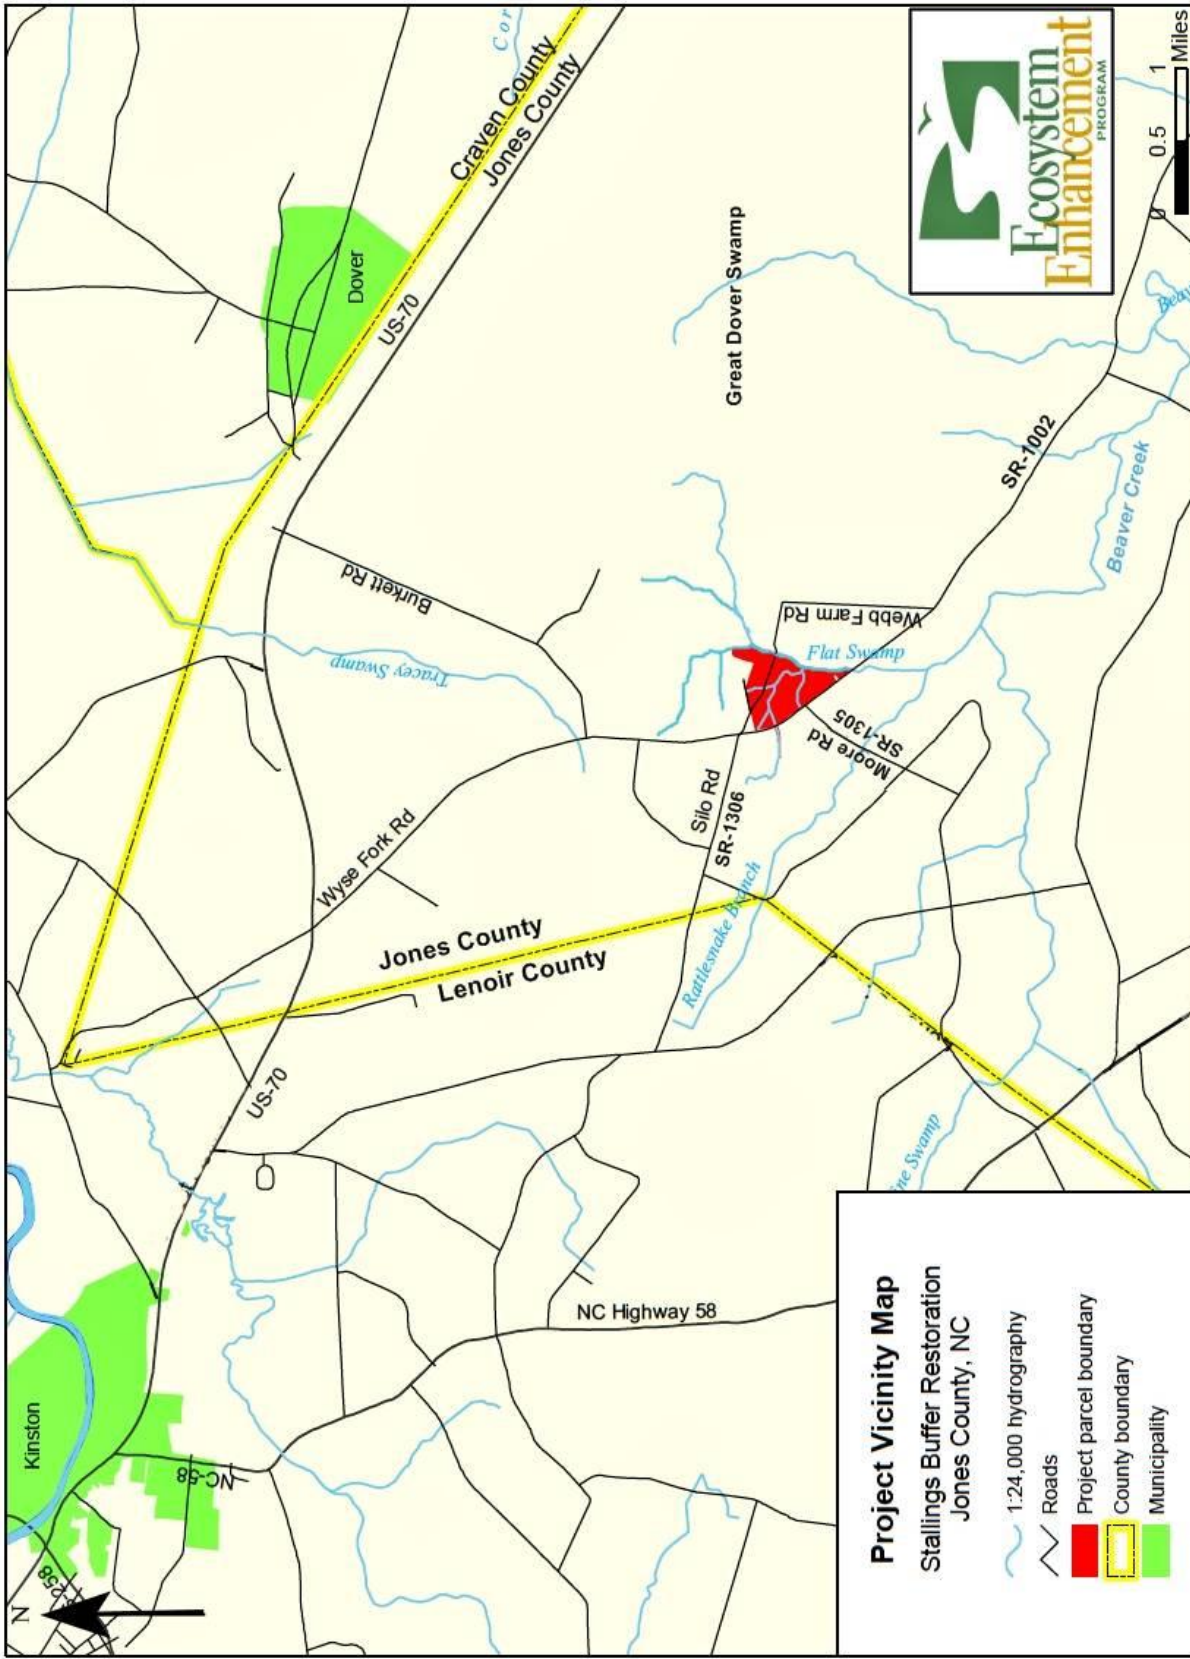 N
Kinston
NC-58
US-70
Craven County
Jones County
Dover
US-70
Burkett Rd
Tracey Swamp
Wyse Fork Rd
Jones County
Lenoir County
Great Dover Swamp
Silo Rd
SR-1306
Webb Farm Rd
Flat Swamp
Moore Rd
SR-1305
SR-1002
Rattlesnake Branch
Beaver Creek
NC Highway 58
Ecosystem
Enhancement
PROGRAM
0 0.5 1
Miles
Project Vicinity Map
Stallings Buffer Restoration
Jones County, NC
1:24,000 hydrography
Roads
Project parcel boundary
County boundary
Municipality